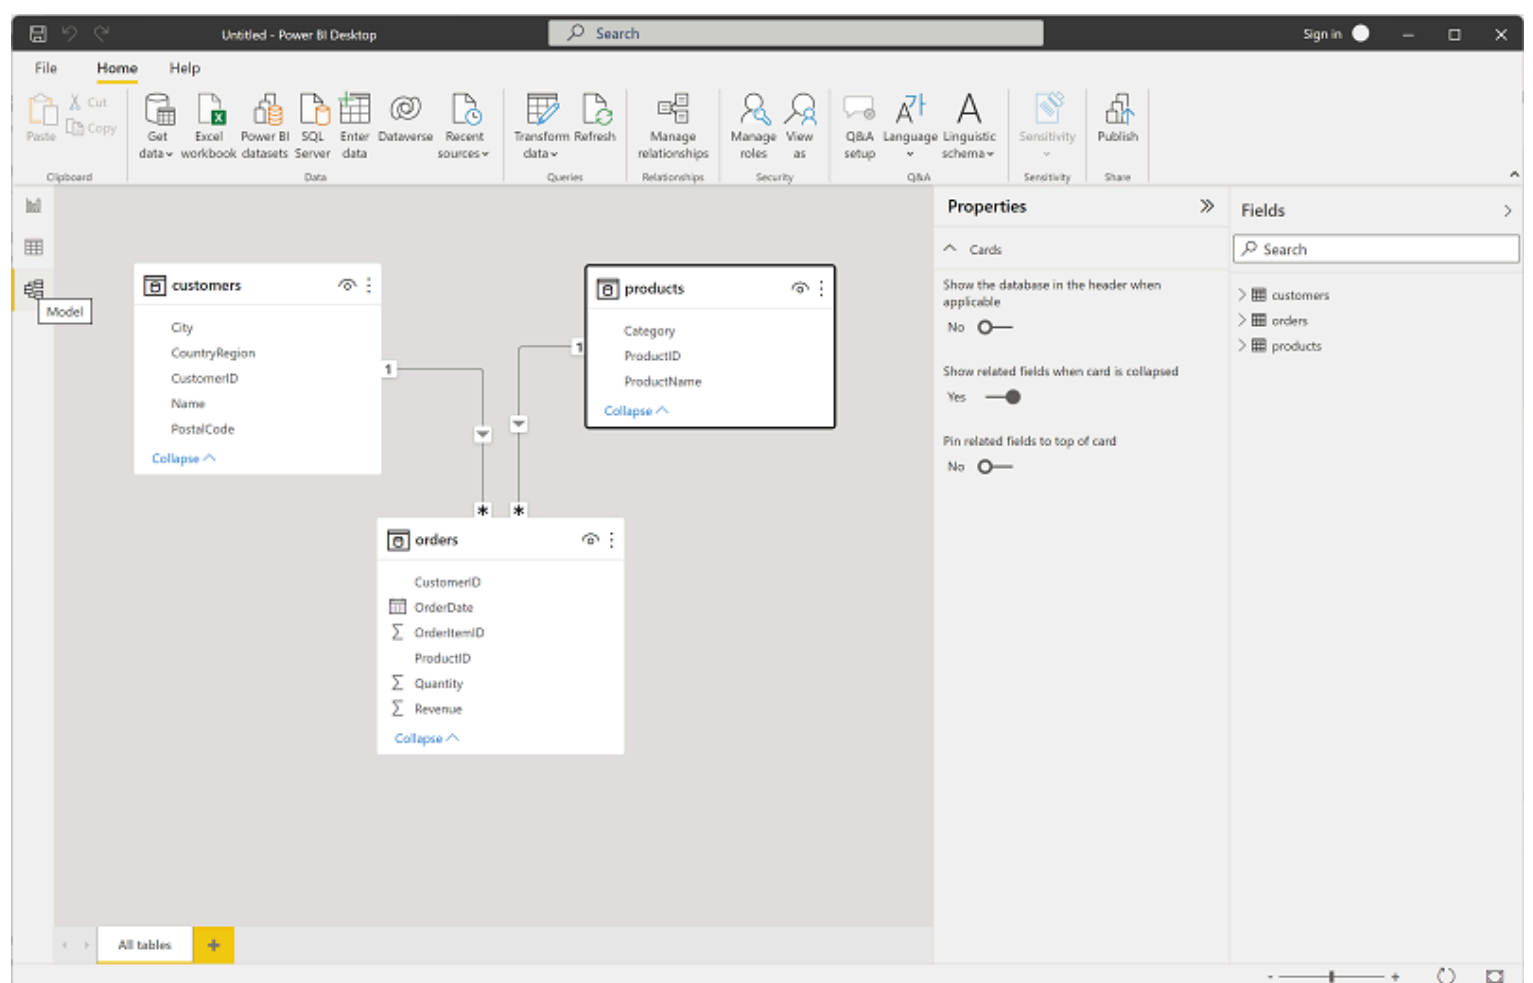 Untitled - Power BI Desktop
Search
Sign in
File
Home
Help
Paste
Cut
Copy
Get data
Excel workbook
Power BI datasets
SQL Server
Enter data
Dataverse
Recent sources
Transform data
Refresh
Manage relationships
Manage roles
View as
Q&A setup
Language
Linguistic schema
Sensitivity
Publish
Clipboard
Data
Queries
Relationships
Security
Q&A
Sensitivity
Share
Model
customers
City
CountryRegion
CustomerID
Name
PostalCode
Collapse
1
products
Category
ProductID
ProductName
Collapse
1
*
*
orders
CustomerID
OrderDate
OrderItemID
ProductID
Quantity
Revenue
Collapse
Properties
Cards
Show the database in the header when
applicable
No
Show related fields when card is collapsed
Yes
Pin related fields to top of card
No
Fields
Search
customers
orders
products
All tables
+
- +